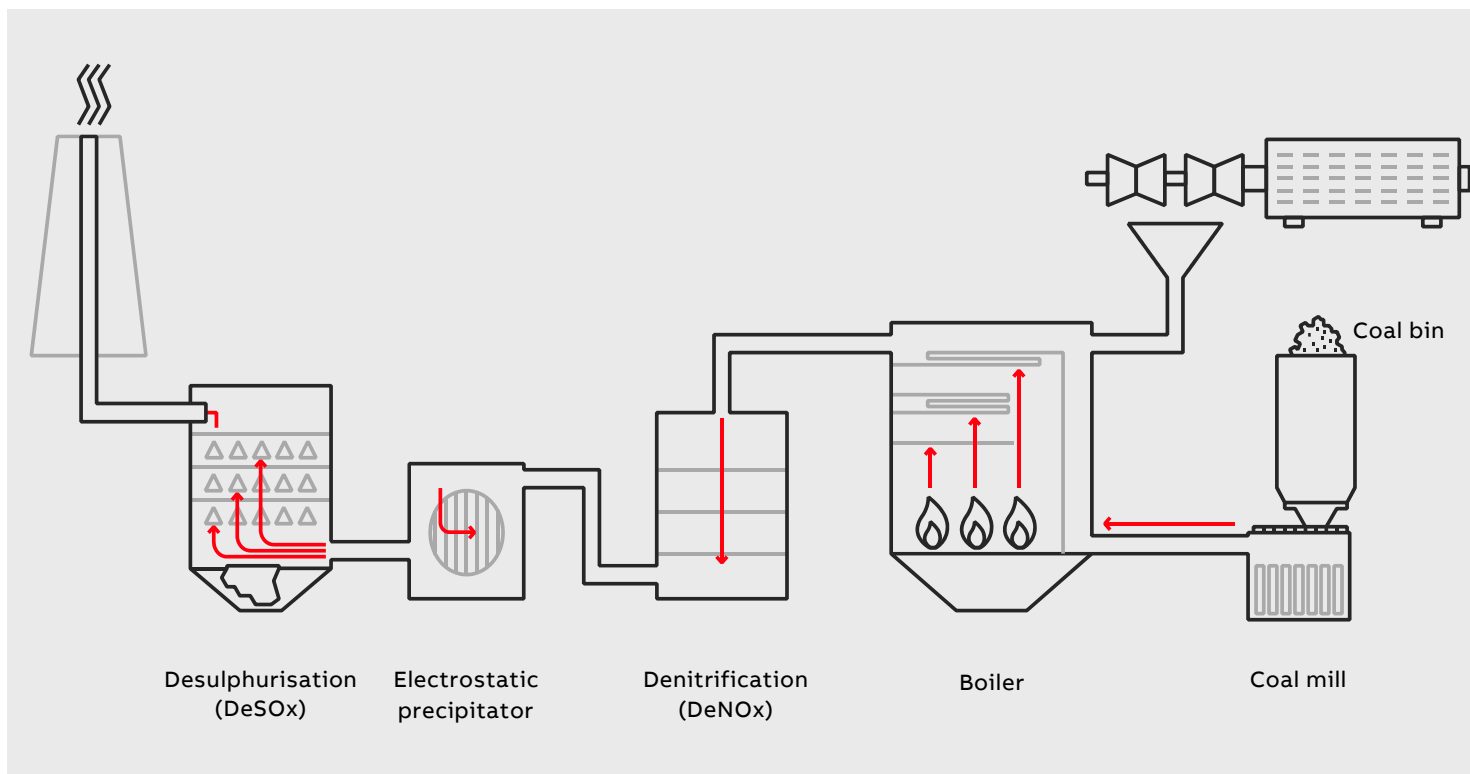 Coal bin
Desulphurisation
(DeSOx)
Electrostatic
precipitator
Denitrification
(DeNOx)
Boiler
Coal mill